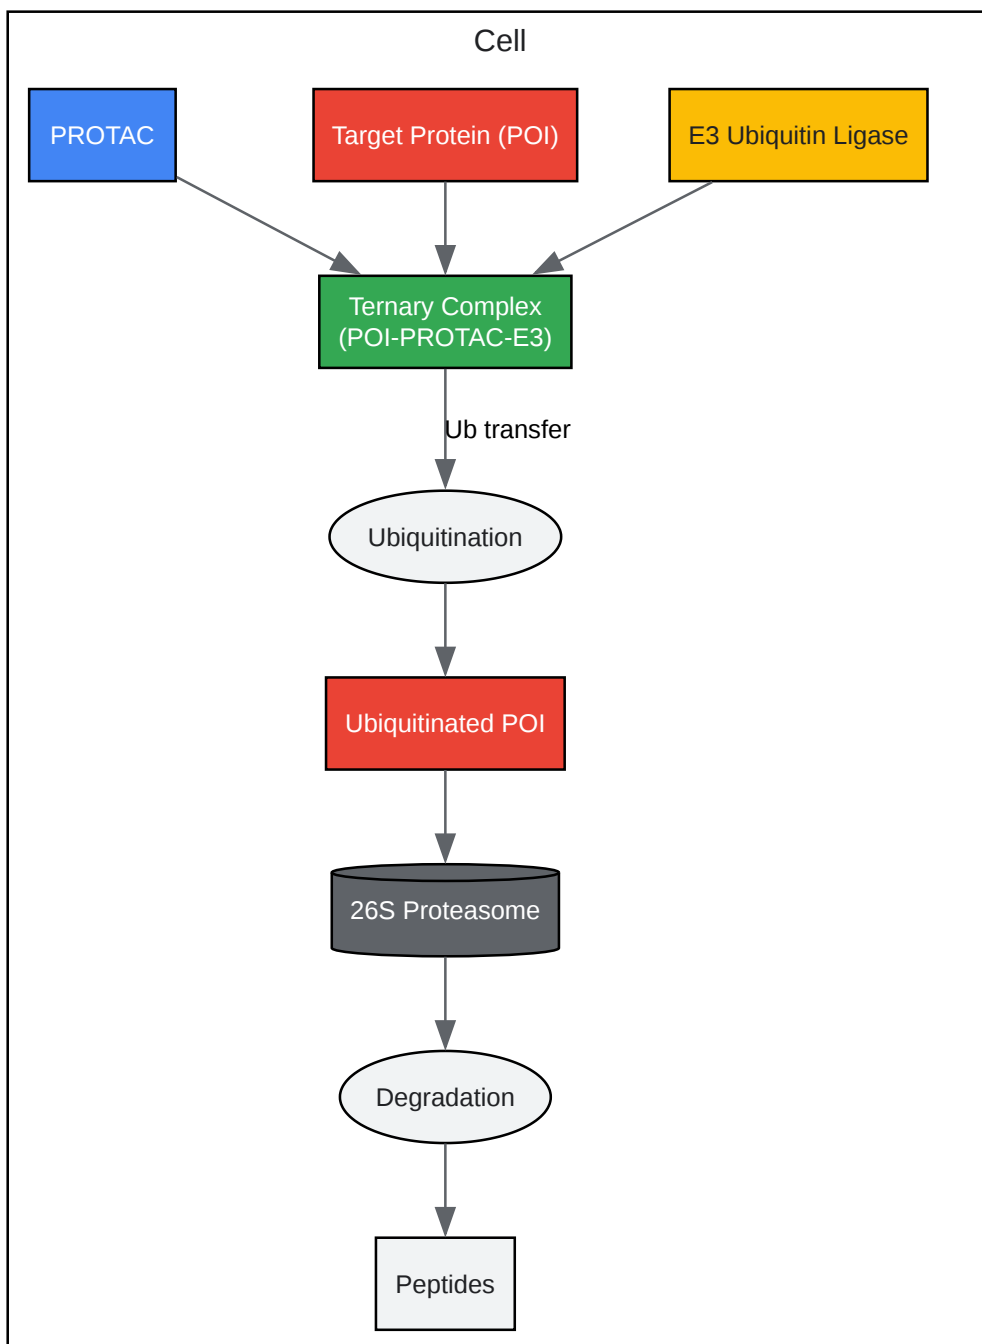 Cell
PROTAC
Target Protein (POI)
E3 Ubiquitin Ligase
Ternary Complex
(POI-PROTAC-E3)
Ub transfer
Ubiquitination
Ubiquitinated POI
26S Proteasome
Degradation
Peptides